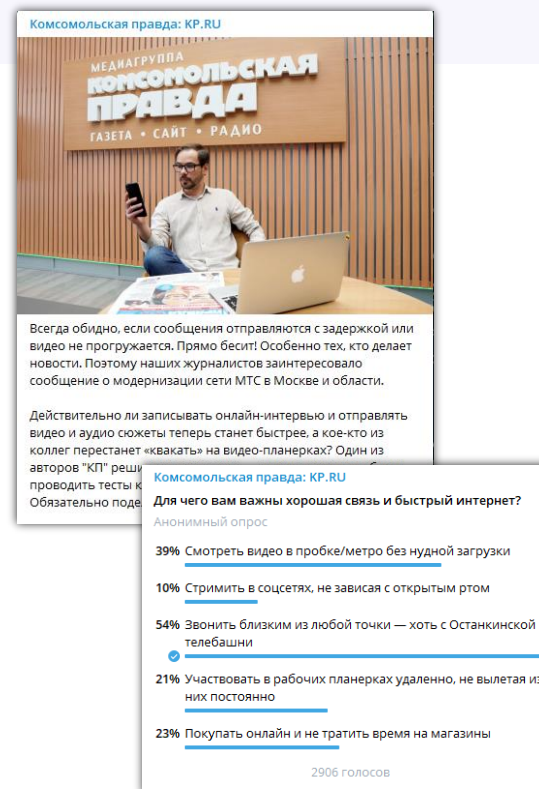 Комсомольская правда: KP.RU
МЕДИАГРУППА
КОМСОМОЛЬСКАЯ
ПРАВДА
ГАЗЕТА • САЙТ • РАДИО
Всегда обидно, если сообщения отправляются с задержкой или
видео не прогружается. Прямо бесит! Особенно тех, кто делает
новости. Поэтому наших журналистов заинтересовало
сообщение о модернизации сети МТС в Москве и области.
Действительно ли записывать онлайн-интервью и отправлять
видео и аудио сюжеты теперь станет быстрее, а кое-кто из
коллег перестанет «квакать» на видео-планерках? Один из
авторов "КП"
проводить тесты
Обязательно
Комсомольская правда: KP.RU
Для чего вам важны хорошая связь и быстрый интернет?
Анонимный опрос
39% Смотреть видео в пробке/метро без нудной загрузки
10% Стримить в соцсетях, не зависая с открытым ртом
54% Звонить близким из любой точки — хоть с Останкинской
телебашни
21% Участвовать в рабочих планерках удаленно, не вылетая из
них постоянно
23% Покупать онлайн и не тратить время на магазины
2906 голосов